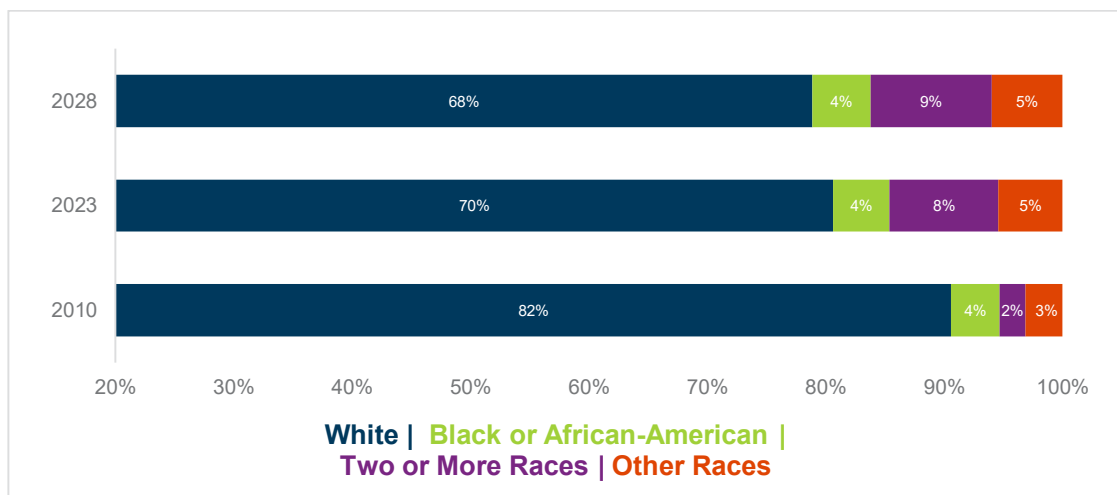 2028 68% 4% 9% 5%
2023 70% 4% 8% 5%
2010 82% 4% 2% 3%
20% 30% 40% 50% 60% 70% 80% 90% 100%
White | Black or African-American |
Two or More Races | Other Races